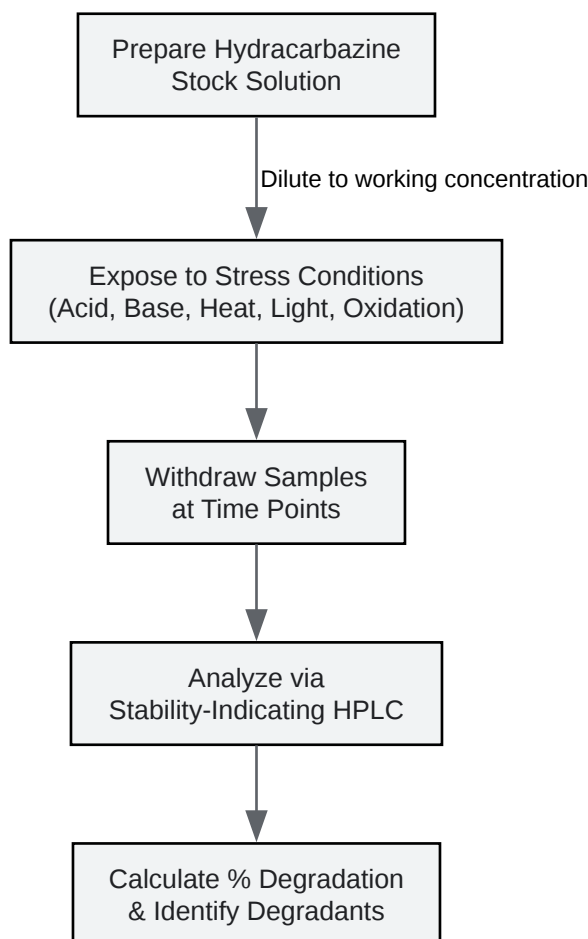 Prepare Hydracarbazine
Stock Solution
Dilute to working concentration
Expose to Stress Conditions
(Acid, Base, Heat, Light, Oxidation)
Withdraw Samples
at Time Points
Analyze via
Stability-Indicating HPLC
Calculate % Degradation
& Identify Degradants